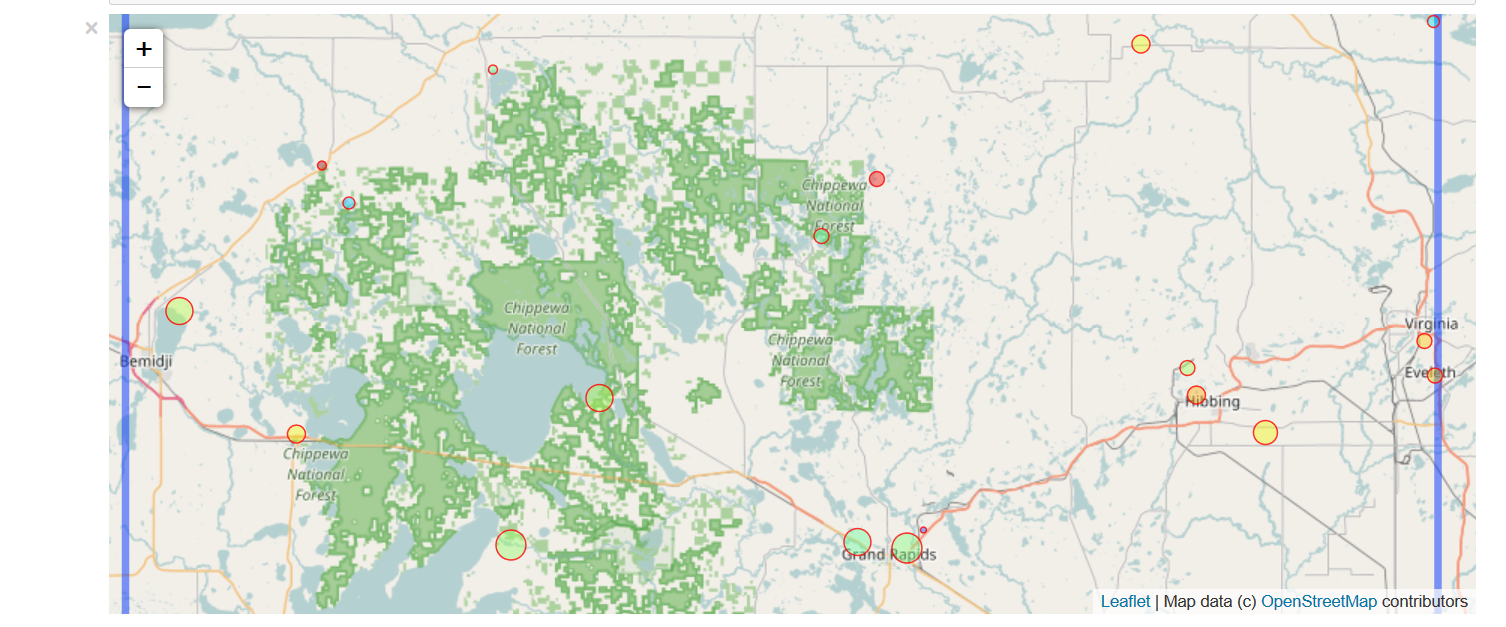 ×
+
−
Chippewa
National
Forest
Chippewa
National
Forest
Virginia
Chippewa
National
Forest
Bemidji
Eveleth
Hibbing
Chippewa
National
Forest
Grand Rapids
Leaflet | Map data (c) OpenStreetMap contributors